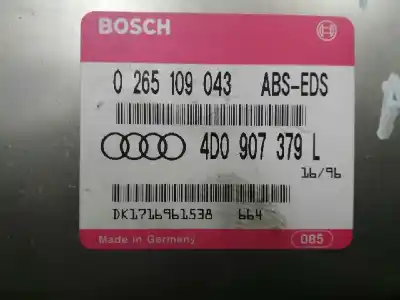 BOSCH
0 265 109 043 ABS-EDS
4D0 907 379 L
16/96
DK1716961538 664
Made in Germany 085